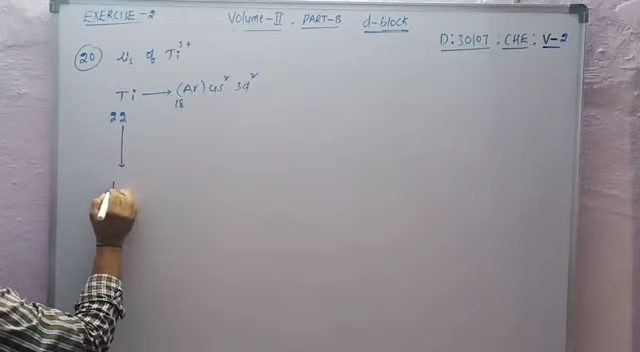 EXERCISE-2 Volume-II, PART-B d-block
D:30107; CHE; V-2
20 μs of Ti³⁺
Ti → (Ar) 4s² 3d²
18
22